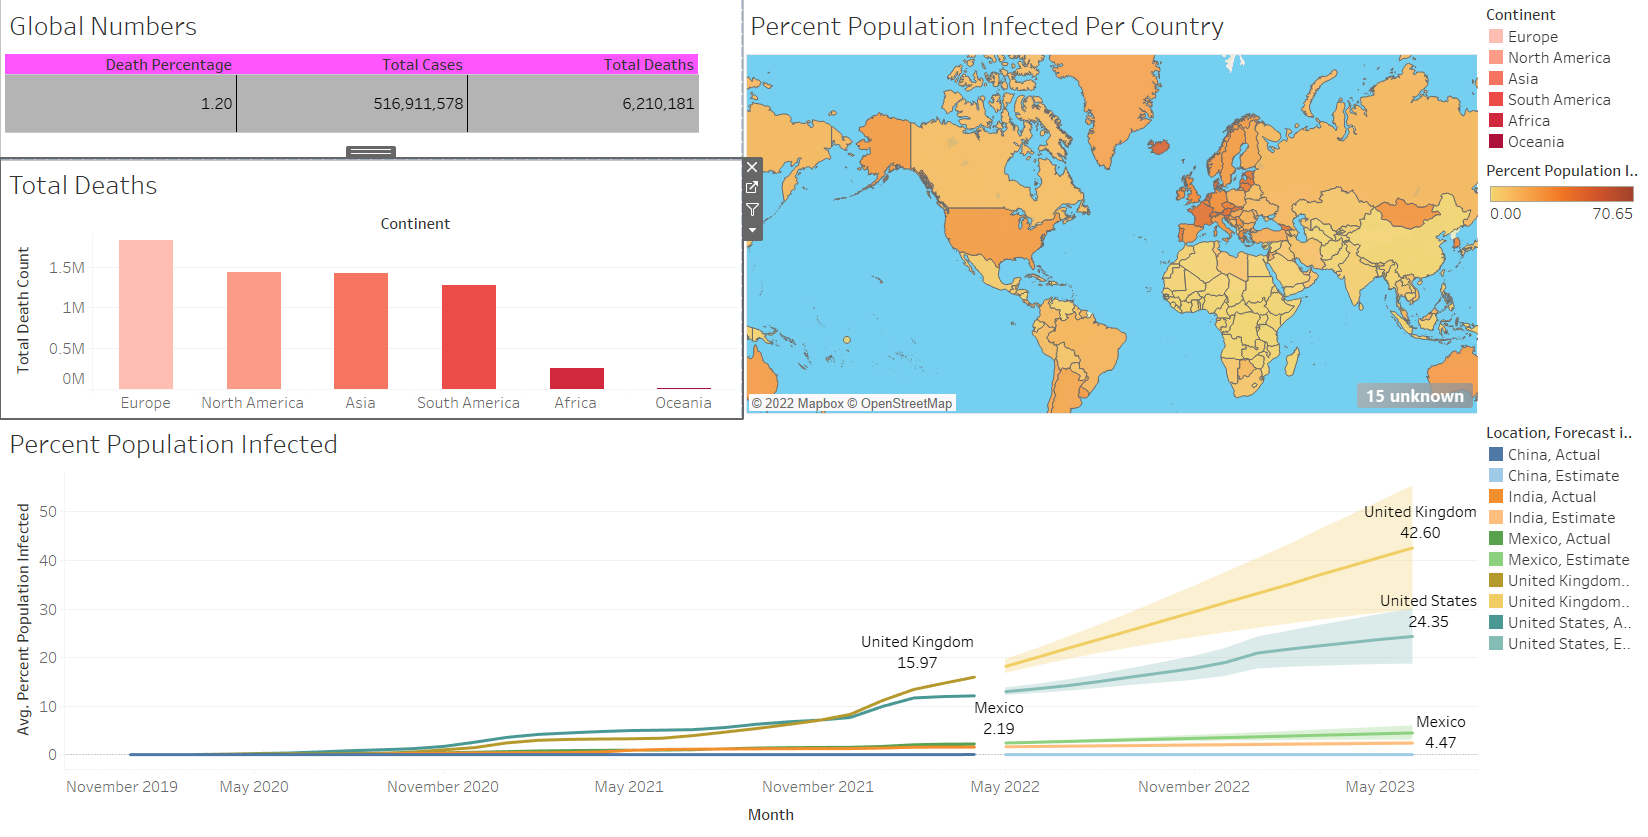 Global Numbers
Death Percentage Total Cases Total Deaths
1.20 516,911,578 6,210,181
Total Deaths
Continent
Total Death Count
1.5M
1M
0.5M
0M
Europe North America Asia South America Africa Oceania
Percent Population Infected Per Country
© 2022 Mapbox © OpenStreetMap
15 unknown
Continent
Europe
North America
Asia
South America
Africa
Oceania
Percent Population I..
0.00 70.65
Percent Population Infected
Avg. Percent Population Infected
50
40
30
20
10
0
United Kingdom
15.97
Mexico
2.19
United Kingdom
42.60
United States
24.35
Mexico
4.47
November 2019 May 2020 November 2020 May 2021 November 2021 May 2022 November 2022 May 2023
Month
Location, Forecast i..
China, Actual
China, Estimate
India, Actual
India, Estimate
Mexico, Actual
Mexico, Estimate
United Kingdom..
United Kingdom..
United States, A..
United States, E..